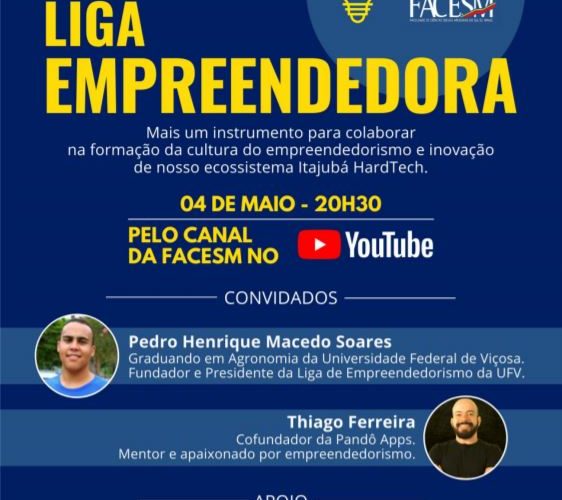 FACESM
LIGA
EMPREENDEDORA
Mais um instrumento para colaborar
na formação da cultura do empreendedorismo e inovação
de nosso ecossistema Itajubá HardTech.
04 DE MAIO - 20H30
PELO CANAL
DA FACESM NO
YouTube
CONVIDADOS
Pedro Henrique Macedo Soares
Graduando em Agronomia da Universidade Federal de Viçosa.
Fundador e Presidente da Liga de Empreendedorismo da UFV.
Thiago Ferreira
Cofundador da Pandô Apps.
Mentor e apaixonado por empreendedorismo.
APOIO